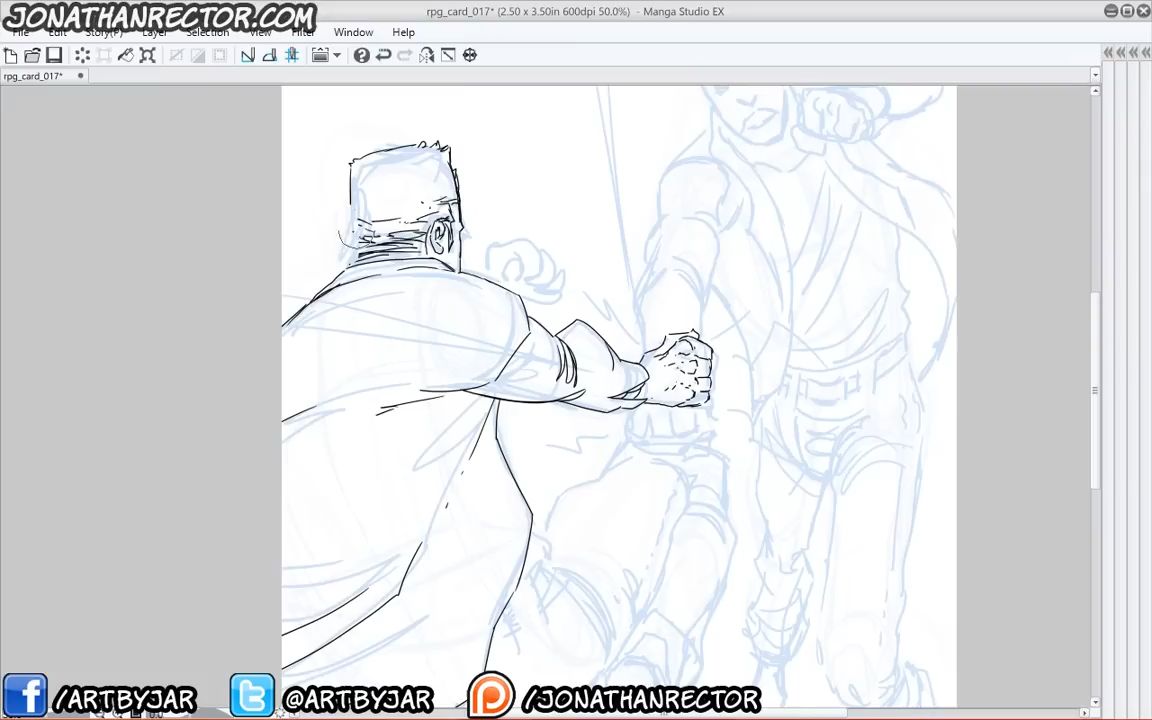 JONATHANRECTOR.COM
rpg_card_017* (2.50 x 3.50in 600dpi 50.0%) - Manga Studio EX
File Edit Story(P) Layer Selection View Filter Window Help
rpg_card_017*
/ARTBYJAR @ARTBYJAR /JONATHANRECTOR